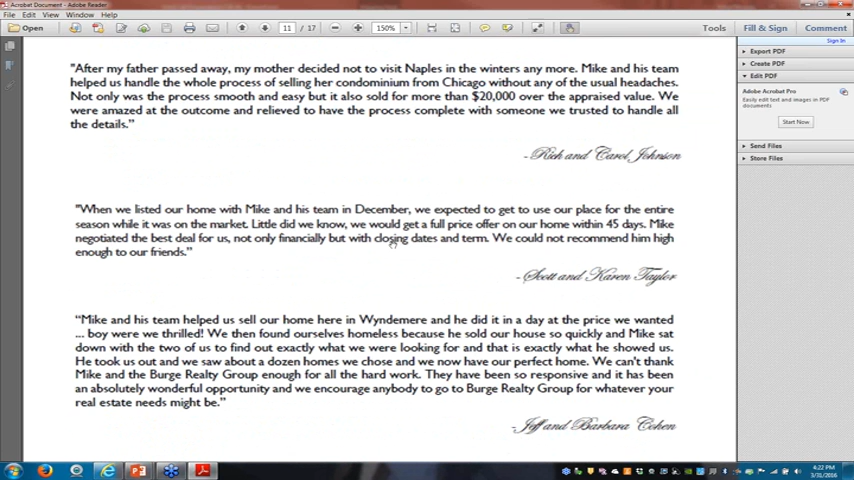 Acrobat Document - Adobe Reader
File Edit View Window Help
Open 11 / 17 150% Tools Fill & Sign Comment
Sign In
Export PDF
Create PDF
Edit PDF
Adobe Acrobat Pro
Easily edit text and images in PDF
documents
Start Now
Send Files
Store Files
"After my father passed away, my mother decided not to visit Naples in the winters any more. Mike and his team
helped us handle the whole process of selling her condominium from Chicago without any of the usual headaches.
Not only was the process smooth and easy but it also sold for more than $20,000 over the appraised value. We
were amazed at the outcome and relieved to have the process complete with someone we trusted to handle all
the details.”
- Rich and Carol Johnson
"When we listed our home with Mike and his team in December, we expected to get to use our place for the entire
season while it was on the market. Little did we know, we would get a full price offer on our home within 45 days. Mike
negotiated the best deal for us, not only financially but with closing dates and term. We could not recommend him high
enough to our friends.”
- Scott and Karen Taylor
“Mike and his team helped us sell our home here in Wyndemere and he did it in a day at the price we wanted
... boy were we thrilled! We then found ourselves homeless because he sold our house so quickly and Mike sat
down with the two of us to find out exactly what we were looking for and that is exactly what he showed us.
He took us out and we saw about a dozen homes we chose and we now have our perfect home. We can't thank
Mike and the Burge Realty Group enough for all the hard work. They have been so responsive and it has been
an absolutely wonderful opportunity and we encourage anybody to go to Burge Realty Group for whatever your
real estate needs might be.”
- Jeff and Barbara Cohen
4:22 PM
3/31/2016